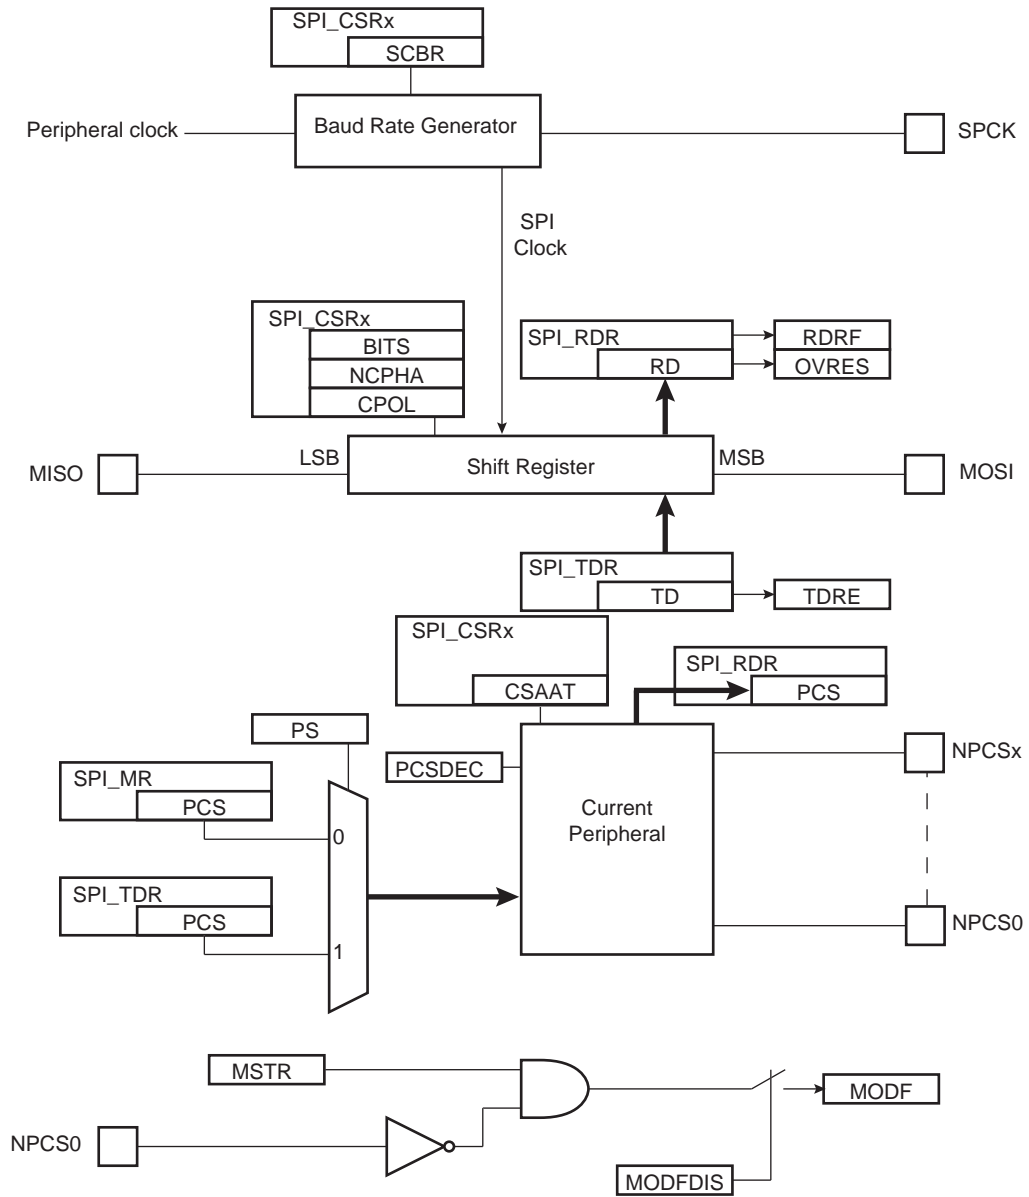 SPI_CSRx
SCBR
Peripheral clock
Baud Rate Generator
SPCK
SPI
Clock
SPI_CSRx
BITS
NCPHA
CPOL
SPI_RDR
RD
RDRF
OVRES
MISO
LSB
Shift Register
MSB
MOSI
SPI_TDR
TD
TDRE
SPI_CSRx
CSAAT
SPI_RDR
PCS
PS
PCSDEC
SPI_MR
PCS
0
Current
Peripheral
NPCSx
SPI_TDR
PCS
1
NPCS0
MSTR
MODF
NPCS0
MODFDIS